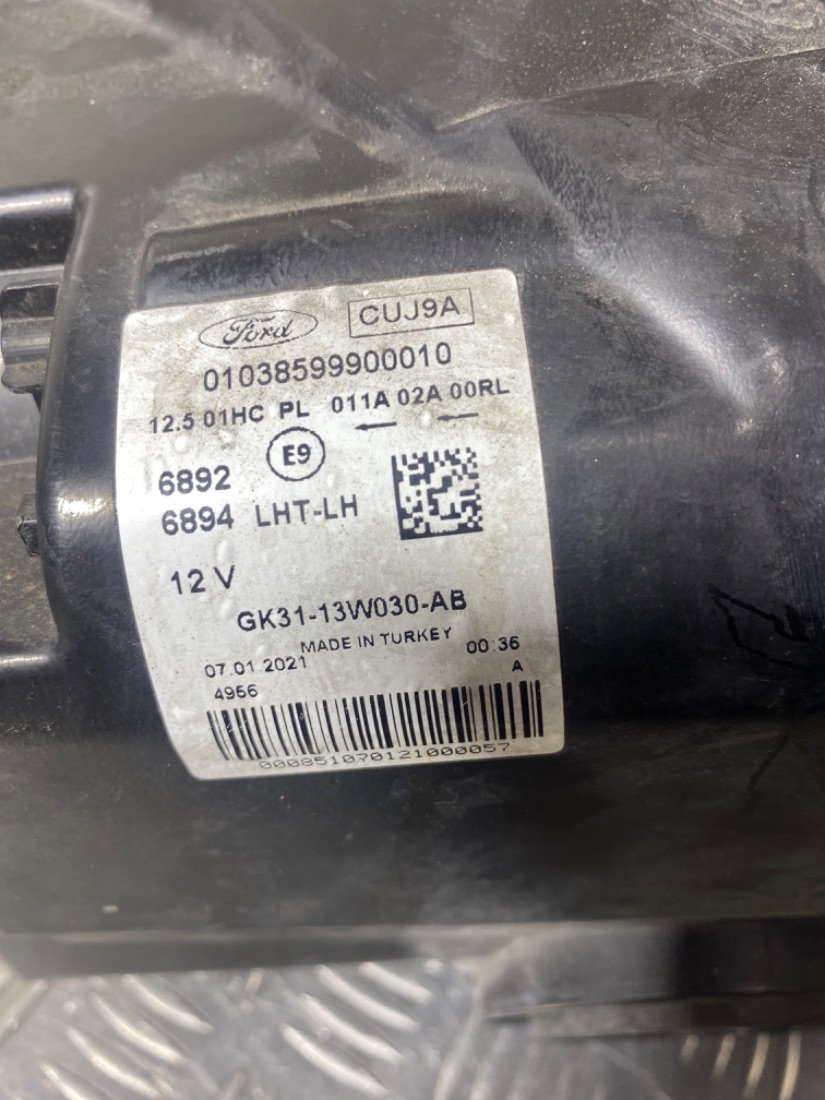 Ford CUJ9A
01038599900010
12.5 01HC PL 011A 02A 00RL
E9
6892
6894 LHT-LH
12 V
GK31-13W030-AB
MADE IN TURKEY
07.01 2021 00:36
4956 A
000851070121000057